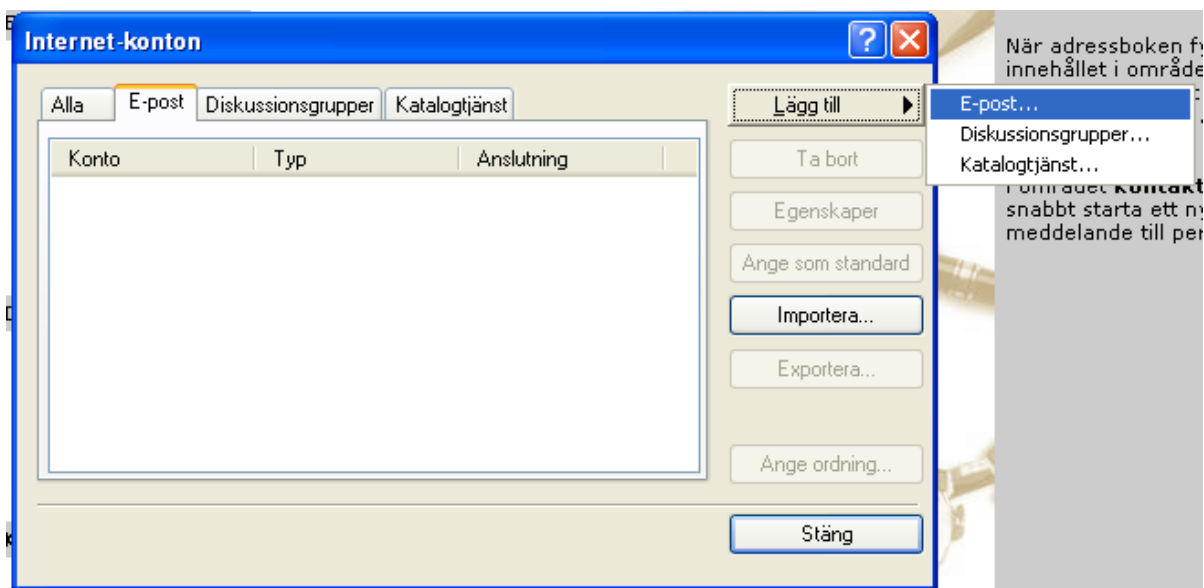 Internet-konton
Alla
E-post
Diskussionsgrupper
Katalogtjänst
Konto
Typ
Anslutning
Lägg till
Ta bort
Egenskaper
Ange som standard
Importera...
Exportera...
Ange ordning...
Stäng
E-post...
Diskussionsgrupper...
Katalogtjänst...
När adressboken
innehållet i
I området
snabbt starta ett
meddelande till